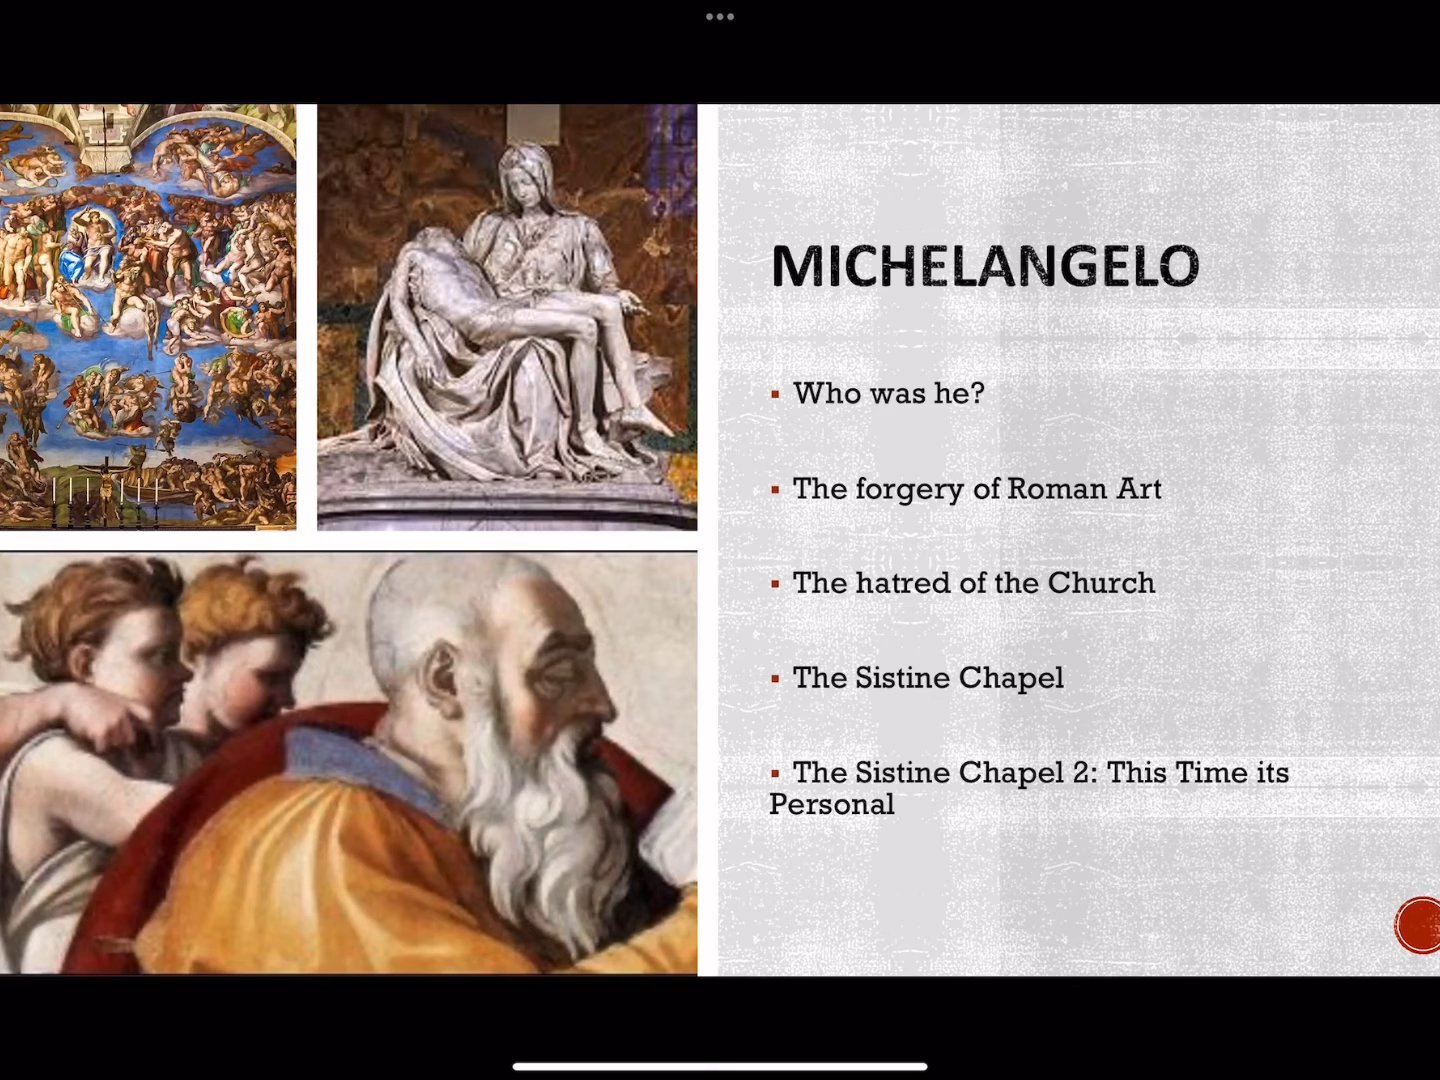 MICHELANGELO
▪ Who was he?
▪ The forgery of Roman Art
▪ The hatred of the Church
▪ The Sistine Chapel
▪ The Sistine Chapel 2: This Time its
Personal